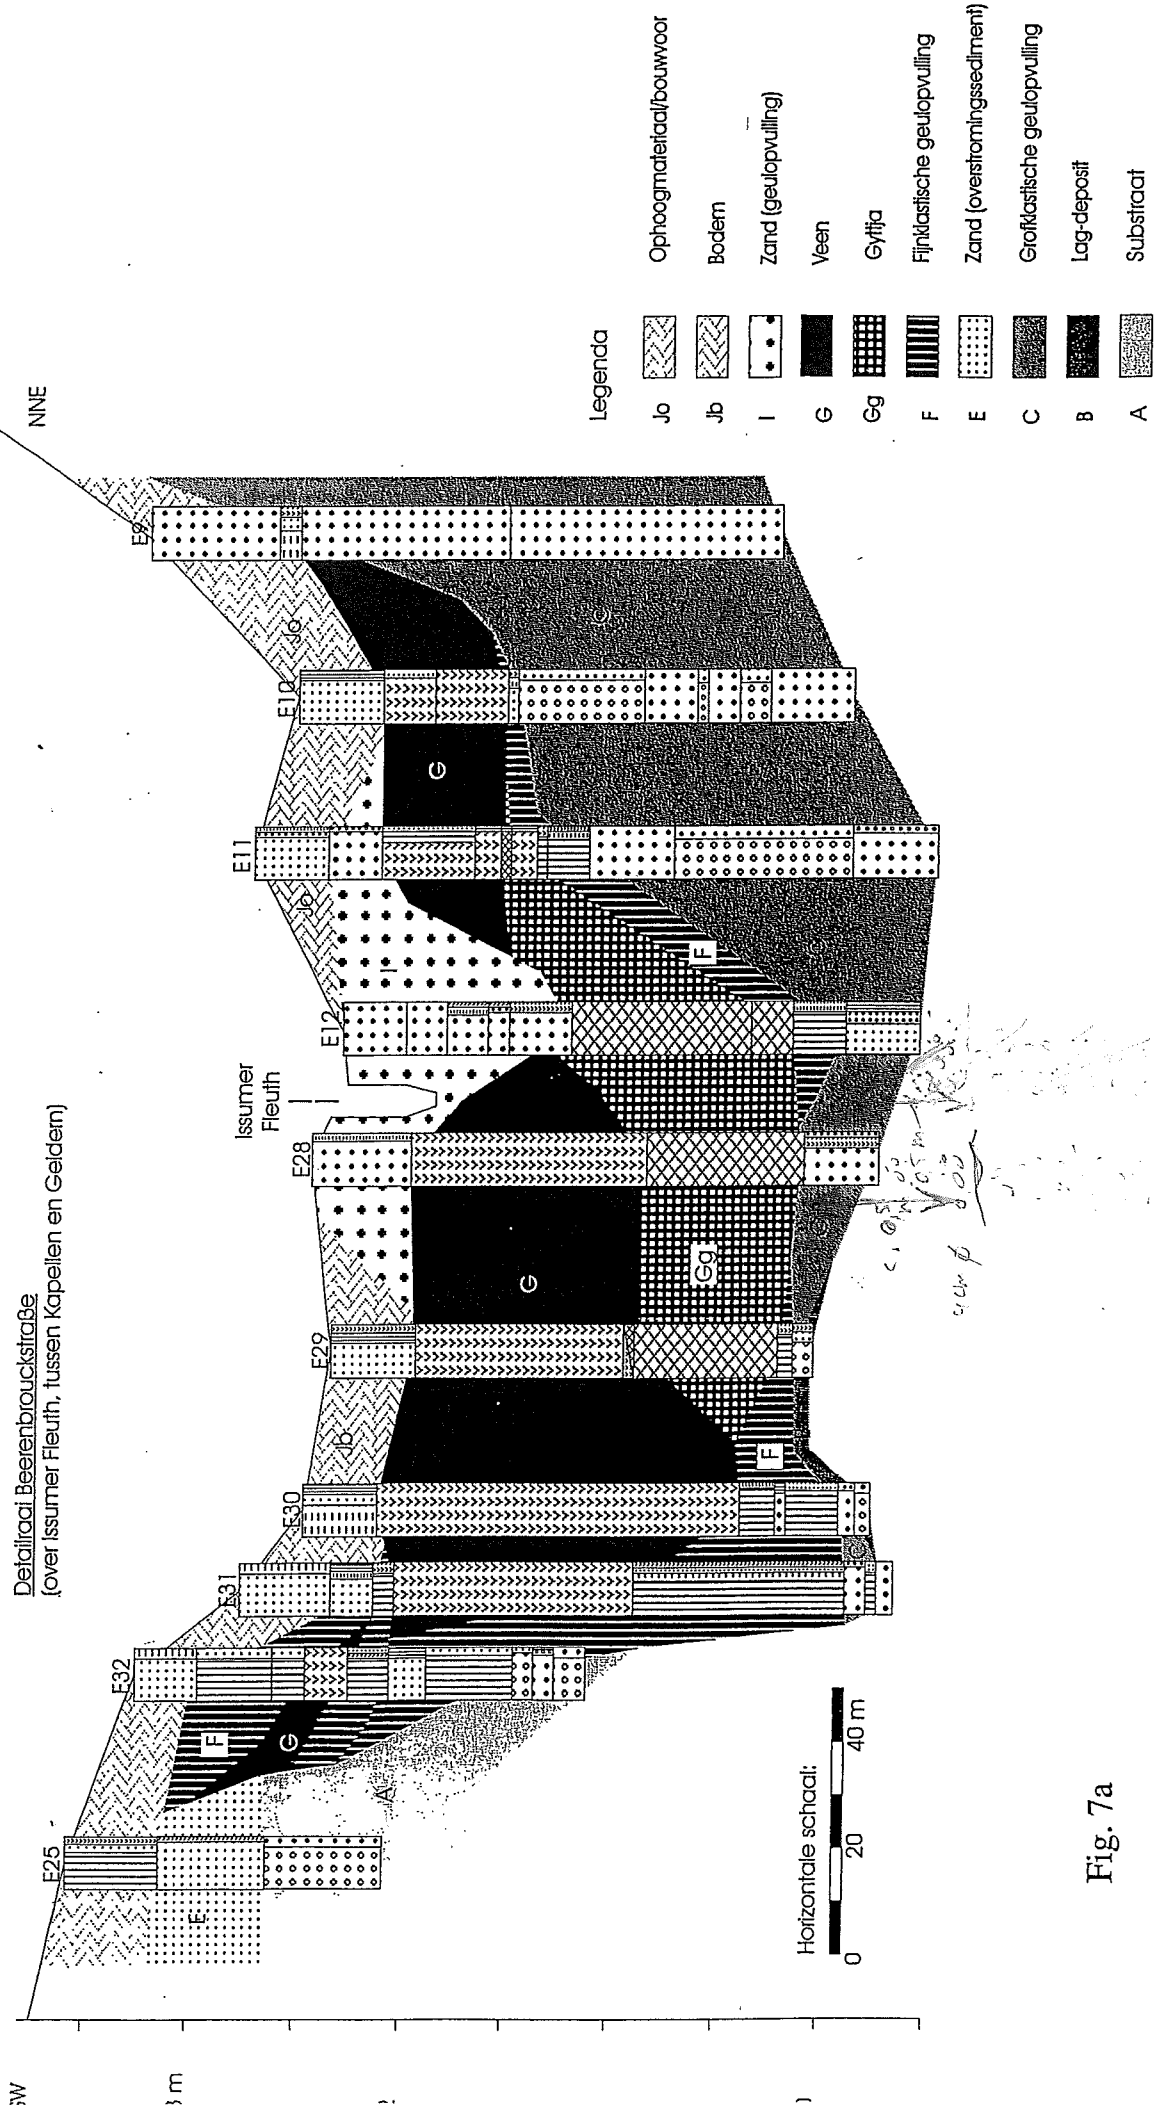 Detailraai Beerenbrouckstraße
(over Issumer Fleuth, tussen Kapellen en Geldern)
NNE
E25
E32
E31
E30
E29
E28
Issumer
Fleuth
E12
E11
E10
E9
E
A
F
G
Jb
F
G
Gg
C
I
Jo
F
C
G
Jo
C
Horizontale schaal:
0 20 40 m
Legenda
Jo Ophoogmateriaal/bouwvoor
Jb Bodem
I Zand (geulopvulling)
G Veen
Gg Gyttja
F Fijnklastische geulopvulling
E Zand (overstromingssediment)
C Grofklastische geulopvulling
B Lag-deposit
A Substraat
Fig. 7a